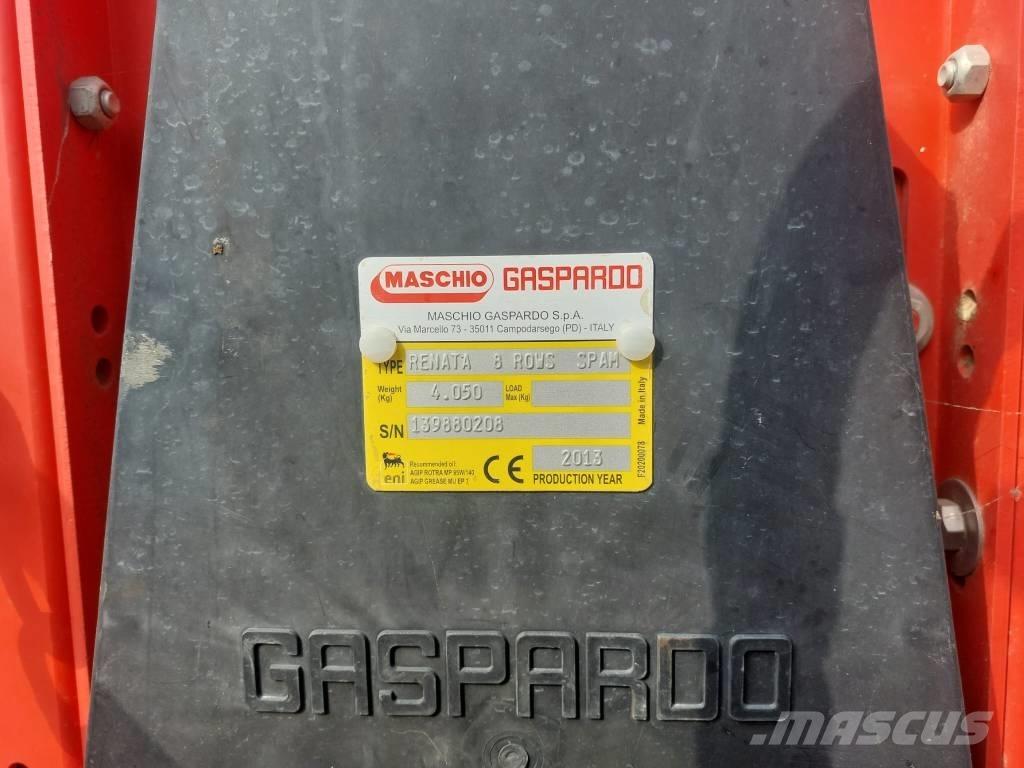 MASCHIO GASPARDO
MASCHIO GASPARDO S.p.A.
Via Marcello 73 - 35011 Campodarsego (PD) - ITALY
TYPE RENATA 8 ROWS SPAM
Weight (Kg) 4.050 LOAD Max (Kg)
S/N 139880208
eni
Recommended oil:
AGIP ROTRA MP 85W/140
AGIP GREASE MU EP 2
CE
2013
PRODUCTION YEAR
Made in Italy
F20200078
GASPARDO
MASCUS